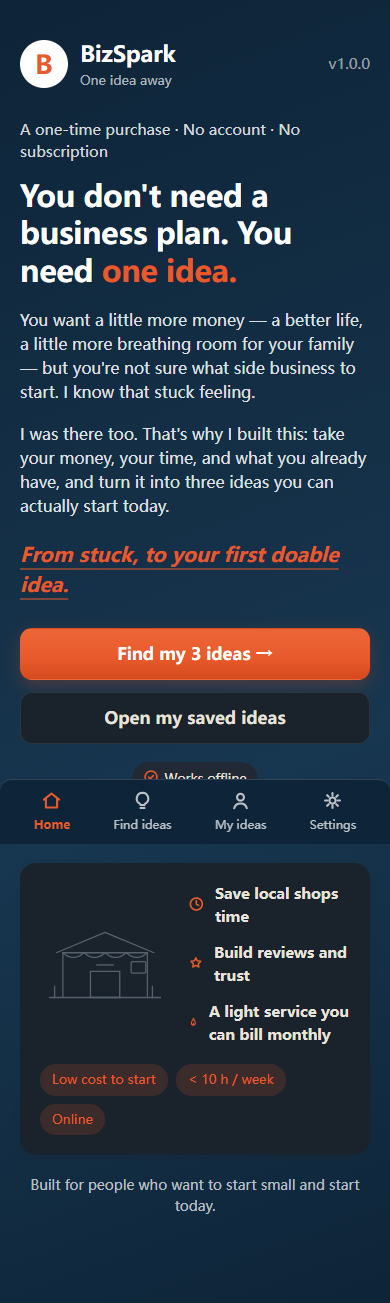 B
BizSpark
One idea away
v1.0.0
A one-time purchase · No account · No
subscription
You don't need a
business plan. You
need one idea.
You want a little more money — a better life,
a little more breathing room for your family
— but you're not sure what side business to
start. I know that stuck feeling.
I was there too. That's why I built this: take
your money, your time, and what you already
have, and turn it into three ideas you can
actually start today.
From stuck, to your first doable
idea.
Find my 3 ideas →
Open my saved ideas
Works offline
Home
Find ideas
My ideas
Settings
Save local shops
time
Build reviews and
trust
A light service you
can bill monthly
Low cost to start
< 10 h / week
Online
Built for people who want to start small and start
today.